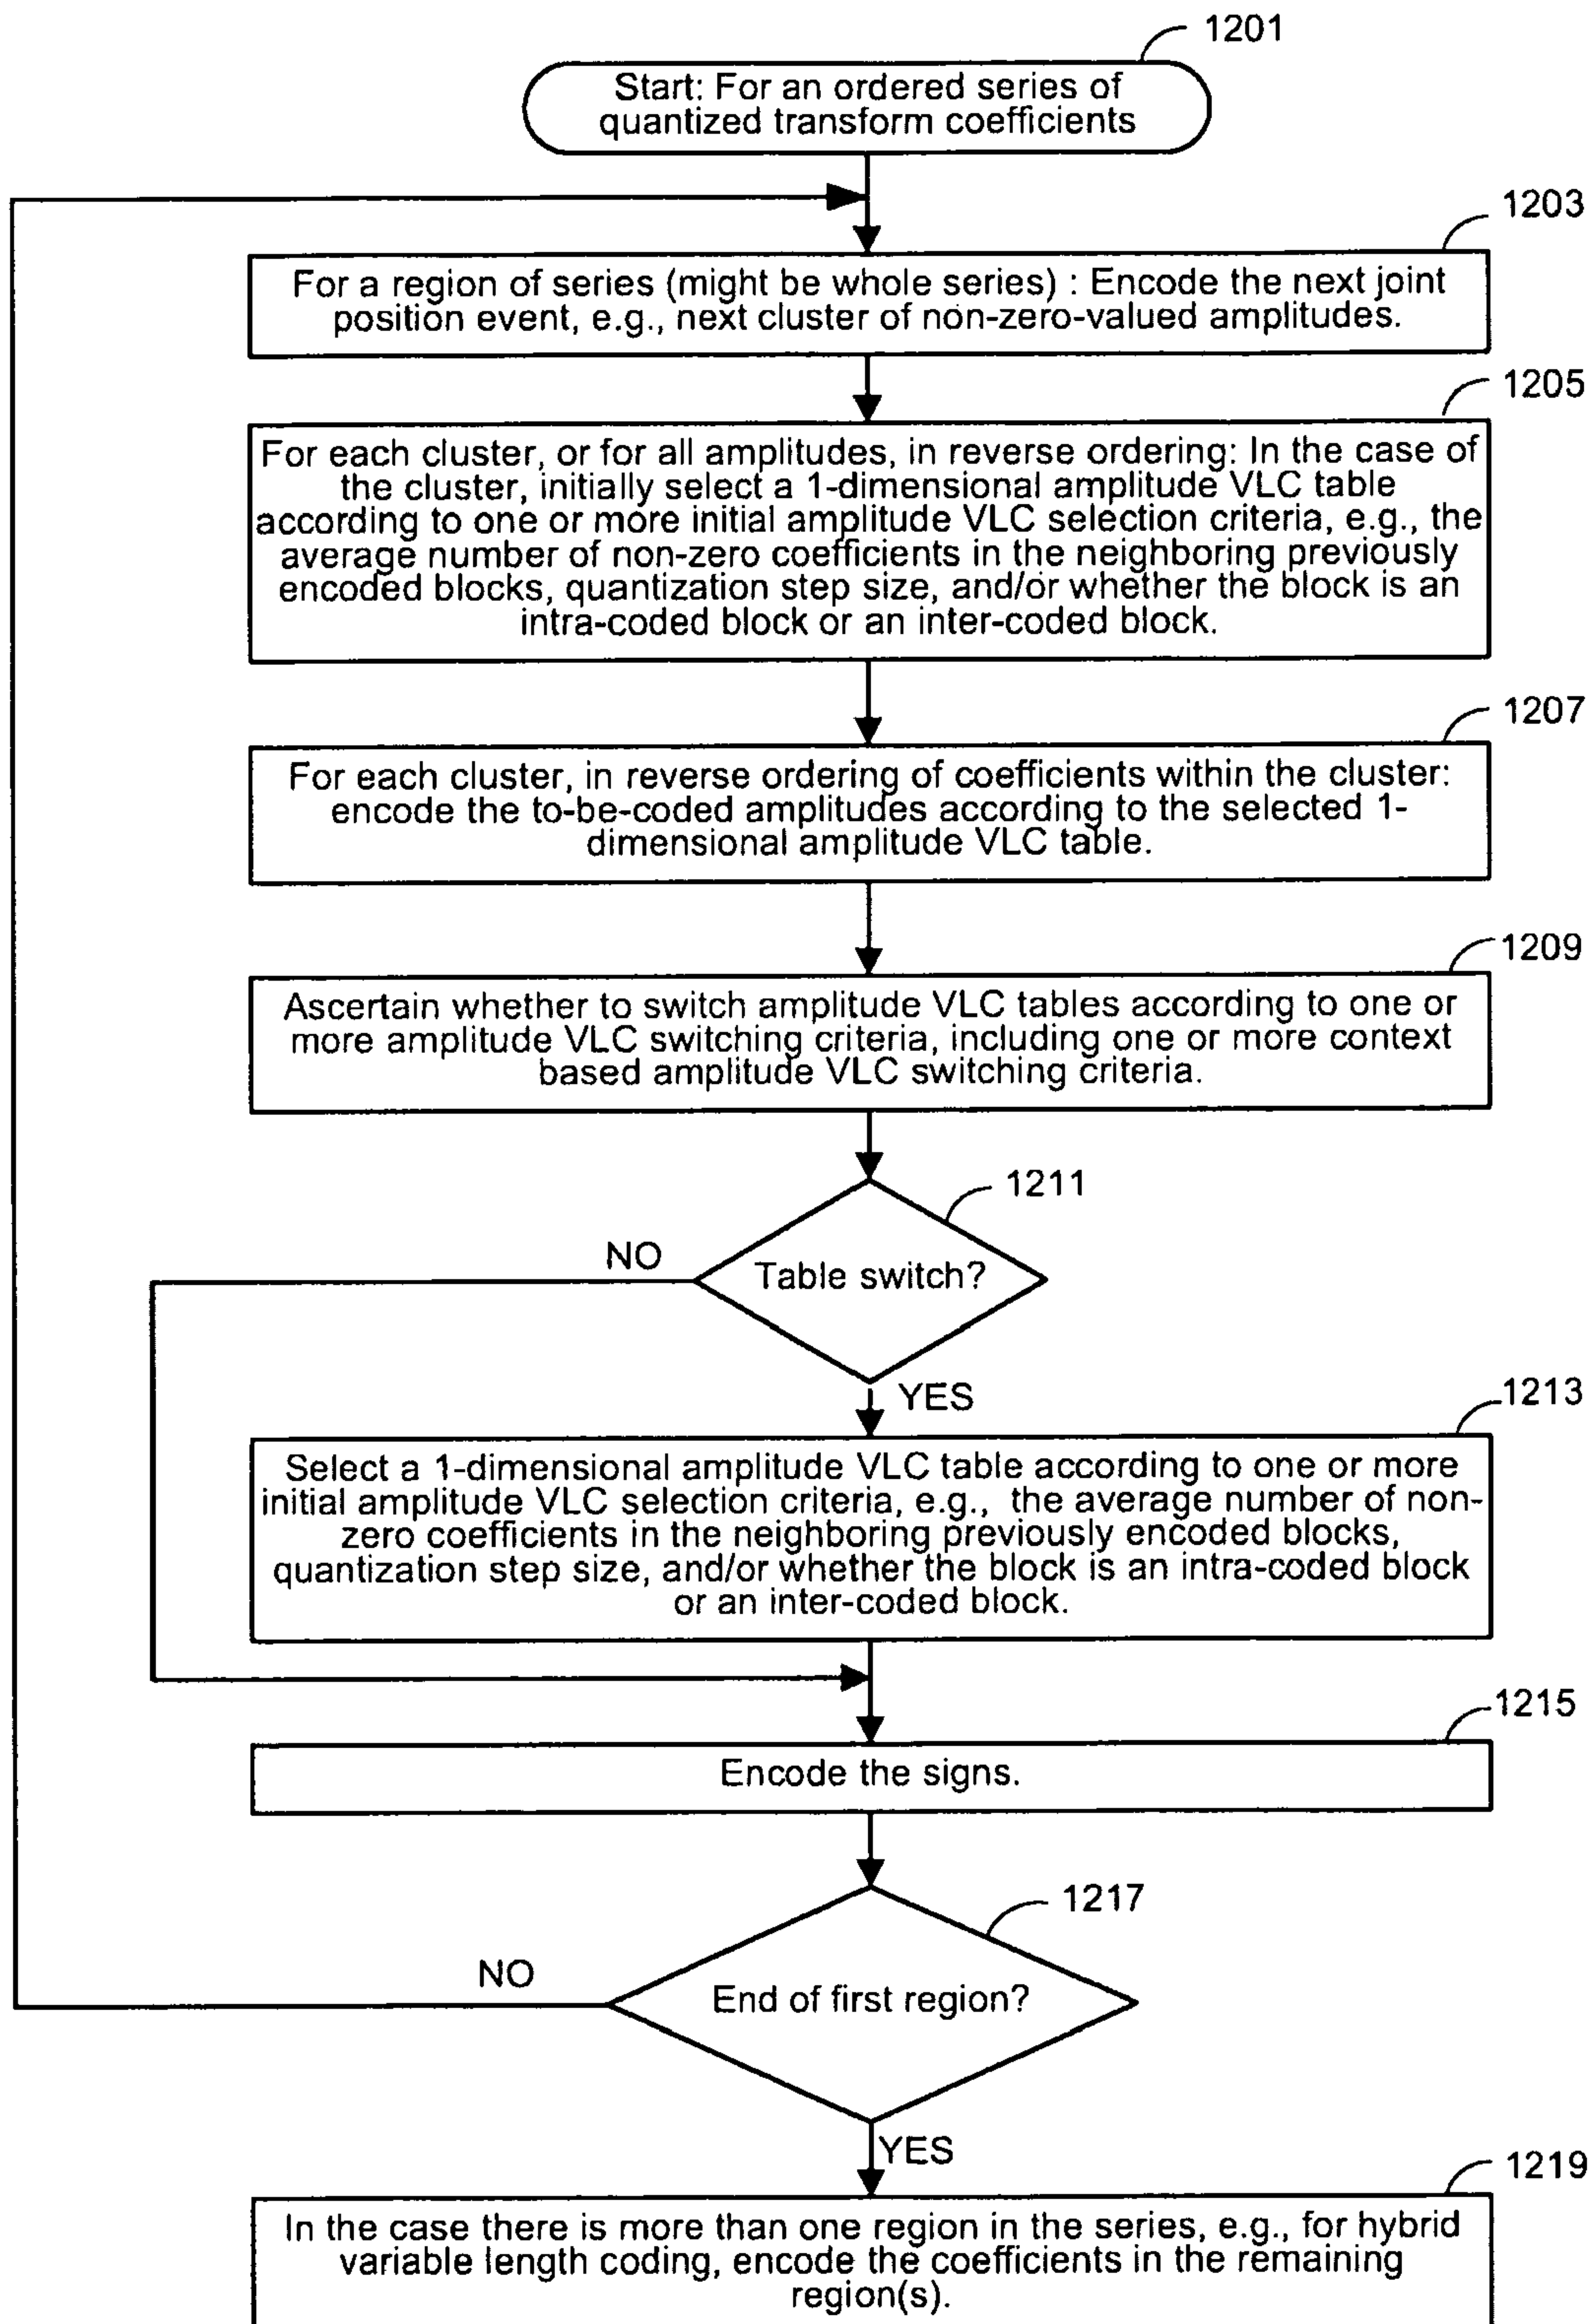 1201
Start: For an ordered series of
quantized transform coefficients
1203
For a region of series (might be whole series) : Encode the next joint
position event, e.g., next cluster of non-zero-valued amplitudes.
1205
For each cluster, or for all amplitudes, in reverse ordering: In the case of
the cluster, initially select a 1-dimensional amplitude VLC table
according to one or more initial amplitude VLC selection criteria, e.g., the
average number of non-zero coefficients in the neighboring previously
encoded blocks, quantization step size, and/or whether the block is an
intra-coded block or an inter-coded block.
1207
For each cluster, in reverse ordering of coefficients within the cluster:
encode the to-be-coded amplitudes according to the selected 1-
dimensional amplitude VLC table.
1209
Ascertain whether to switch amplitude VLC tables according to one or
more amplitude VLC switching criteria, including one or more context
based amplitude VLC switching criteria.
1211
NO
Table switch?
YES
1213
Select a 1-dimensional amplitude VLC table according to one or more
initial amplitude VLC selection criteria, e.g., the average number of non-
zero coefficients in the neighboring previously encoded blocks,
quantization step size, and/or whether the block is an intra-coded block
or an inter-coded block.
1215
Encode the signs.
1217
NO
End of first region?
YES
1219
In the case there is more than one region in the series, e.g., for hybrid
variable length coding, encode the coefficients in the remaining
region(s).